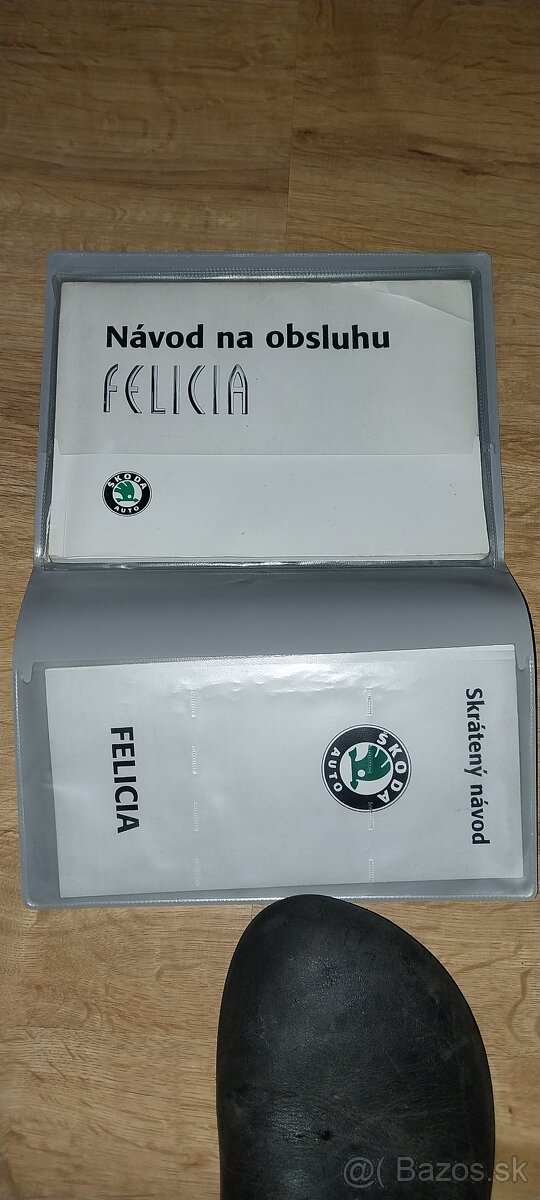 Návod na obsluhu
FELICIA
ŠKODA
AUTO
Skrátený návod
ŠKODA
AUTO
FELICIA
@( Bazos.sk